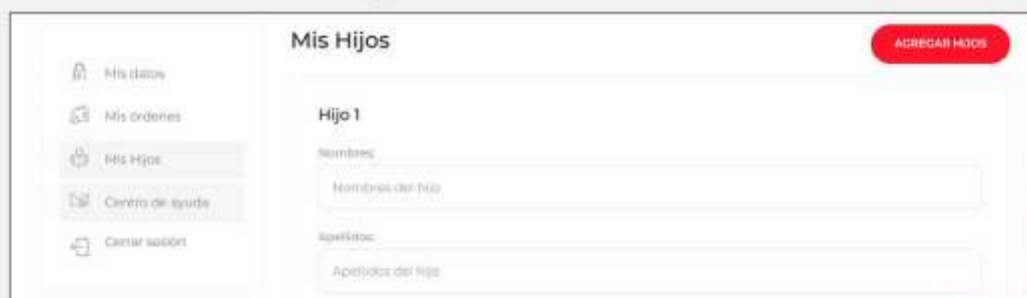 Mis Hijos
AGREGAR HIJOS
Mis datos
Mis órdenes
Mis Hijos
Centro de ayuda
Cerrar sesión
Hijo 1
Nombres:
Nombres del hijo
Apellidos:
Apellidos del hijo